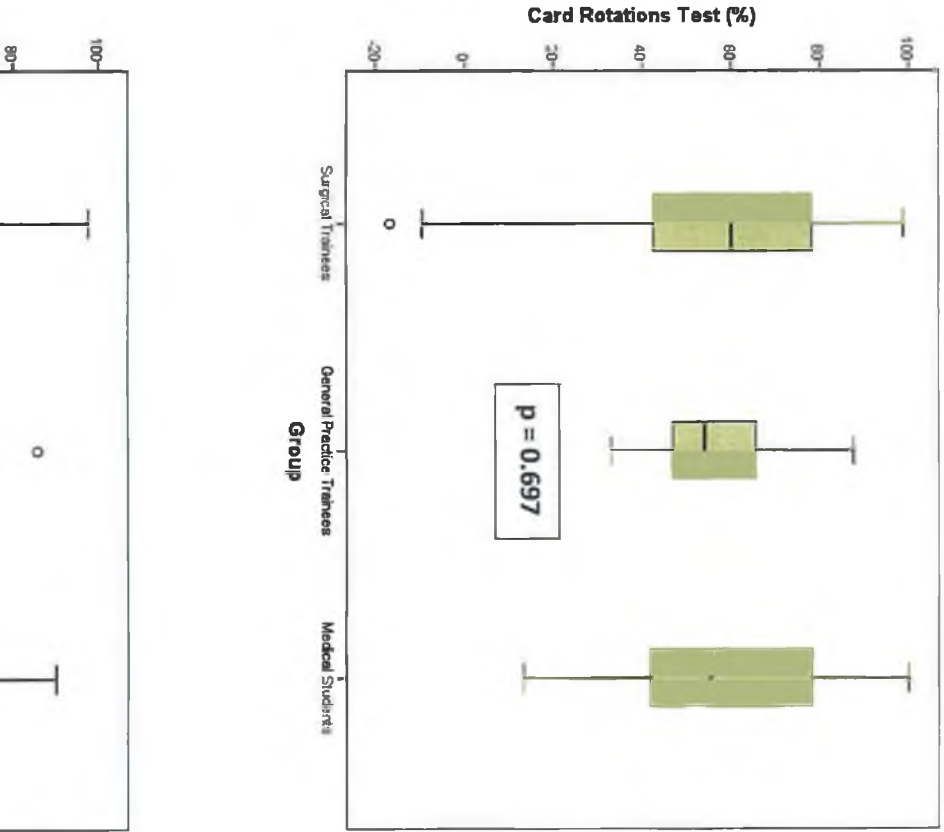 Card Rotations Test (%)
100
80
60
40
20
0
-20
Surgical Trainees
General Practice Trainees
Medical Students
Group
p = 0.697
100
80